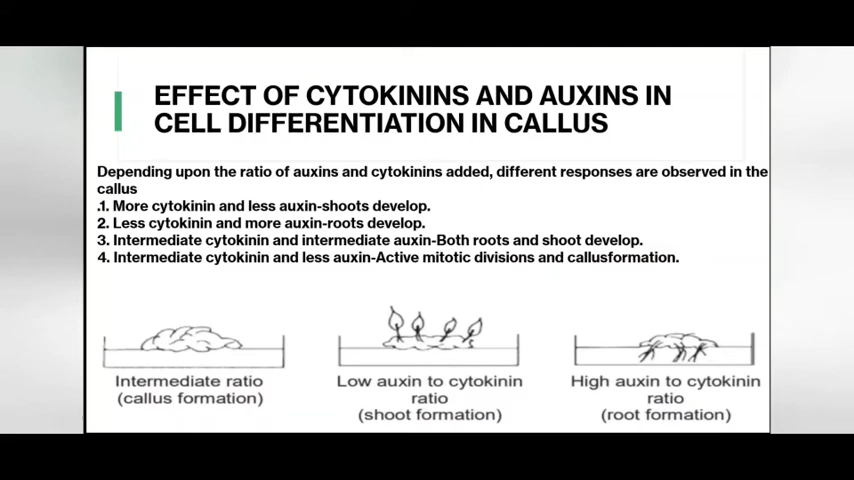 EFFECT OF CYTOKININS AND AUXINS IN
CELL DIFFERENTIATION IN CALLUS
Depending upon the ratio of auxins and cytokinins added, different responses are observed in the
callus
.1. More cytokinin and less auxin-shoots develop.
2. Less cytokinin and more auxin-roots develop.
3. Intermediate cytokinin and intermediate auxin-Both roots and shoot develop.
4. Intermediate cytokinin and less auxin-Active mitotic divisions and callusformation.
Intermediate ratio
(callus formation)
Low auxin to cytokinin
ratio
(shoot formation)
High auxin to cytokinin
ratio
(root formation)